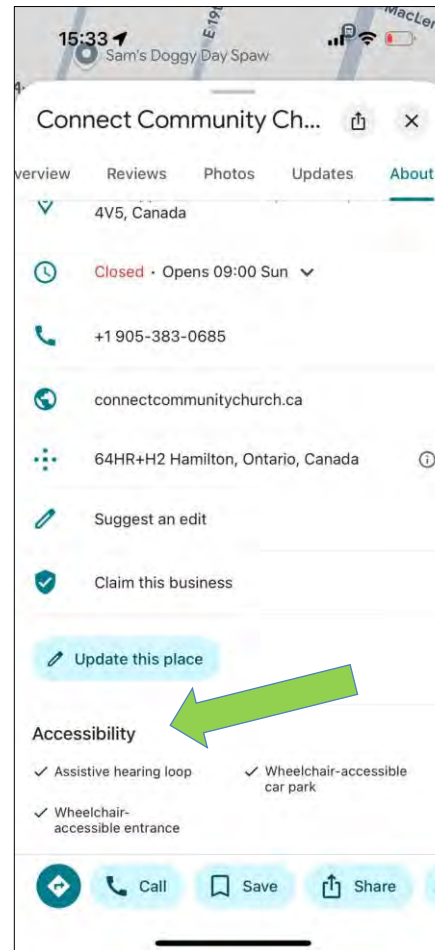 E 19t
MacLer
15:33
P
Sam's Doggy Day Spaw
Connect Community Ch...
verview Reviews Photos Updates About
4V5, Canada
Closed · Opens 09:00 Sun
+1 905-383-0685
connectcommunitychurch.ca
64HR+H2 Hamilton, Ontario, Canada
Suggest an edit
Claim this business
Update this place
Accessibility
Assistive hearing loop
Wheelchair-accessible
car park
Wheelchair-
accessible entrance
Call Save Share